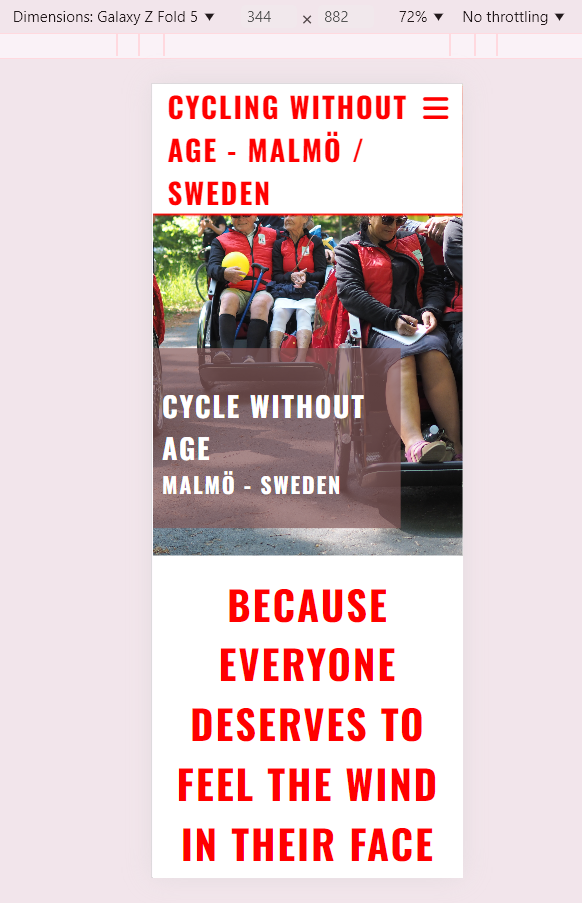 Dimensions: Galaxy Z Fold 5 ▼ 344 × 882 72% ▼ No throttling ▼
CYCLING WITHOUT
AGE - MALMÖ /
SWEDEN
CYCLE WITHOUT
AGE
MALMÖ - SWEDEN
BECAUSE
EVERYONE
DESERVES TO
FEEL THE WIND
IN THEIR FACE